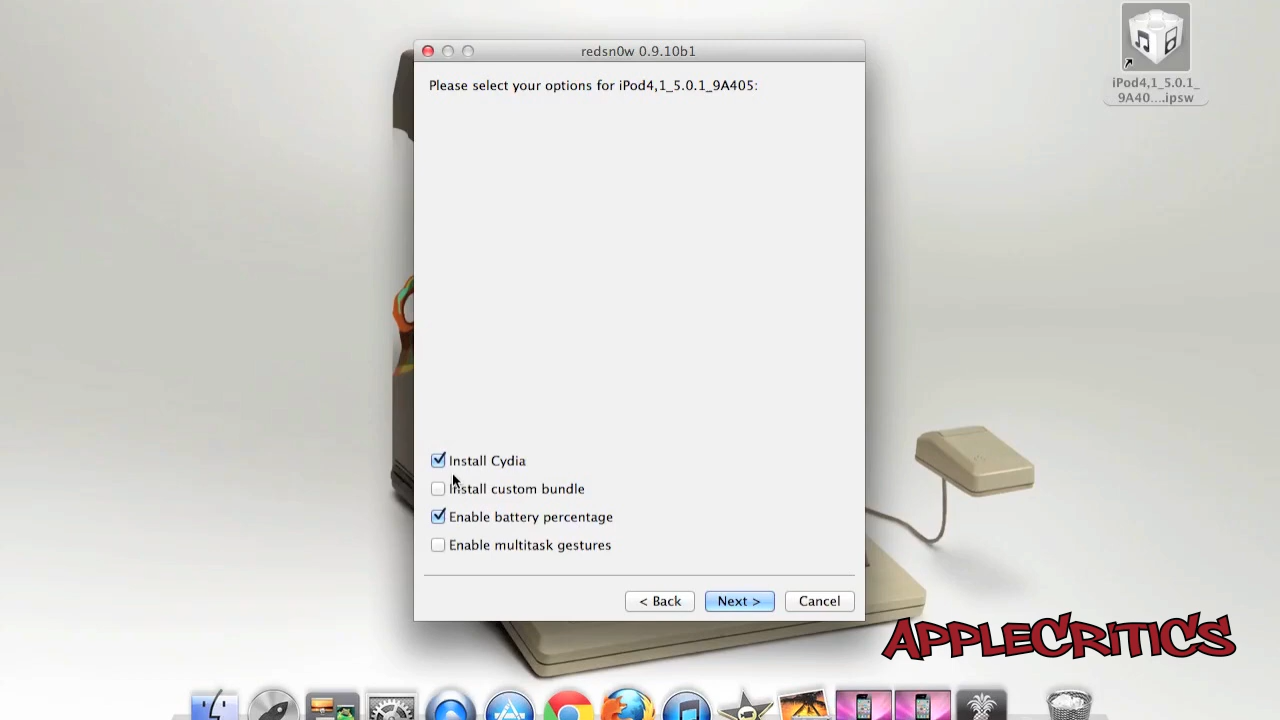 redsn0w 0.9.10b1
Please select your options for iPod4,1_5.0.1_9A405:
iPod4,1_5.0.1_
9A40....ipsw
Install Cydia
Install custom bundle
Enable battery percentage
Enable multitask gestures
< Back
Next >
Cancel
APPLECRITICS